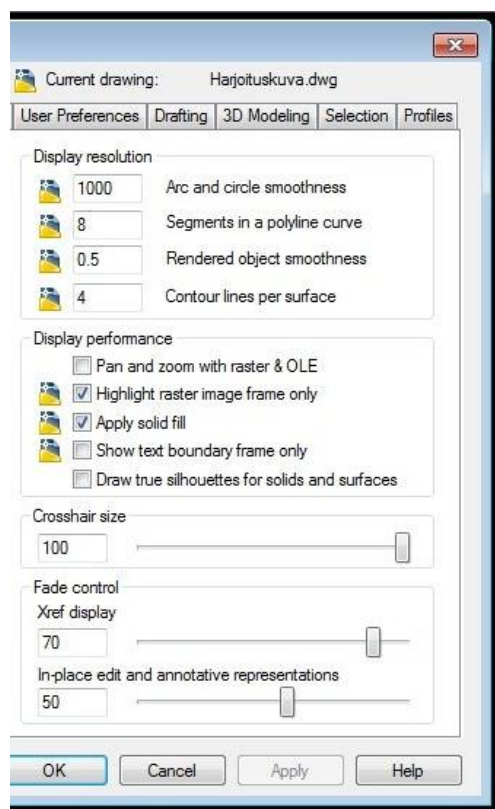 Current drawing: Harjoituskuva.dwg
User Preferences Drafting 3D Modeling Selection Profiles
Display resolution
1000 Arc and circle smoothness
8 Segments in a polyline curve
0.5 Rendered object smoothness
4 Contour lines per surface
Display performance
Pan and zoom with raster & OLE
Highlight raster image frame only
Apply solid fill
Show text boundary frame only
Draw true silhouettes for solids and surfaces
Crosshair size
100
Fade control
Xref display
70
In-place edit and annotative representations
50
OK Cancel Apply Help